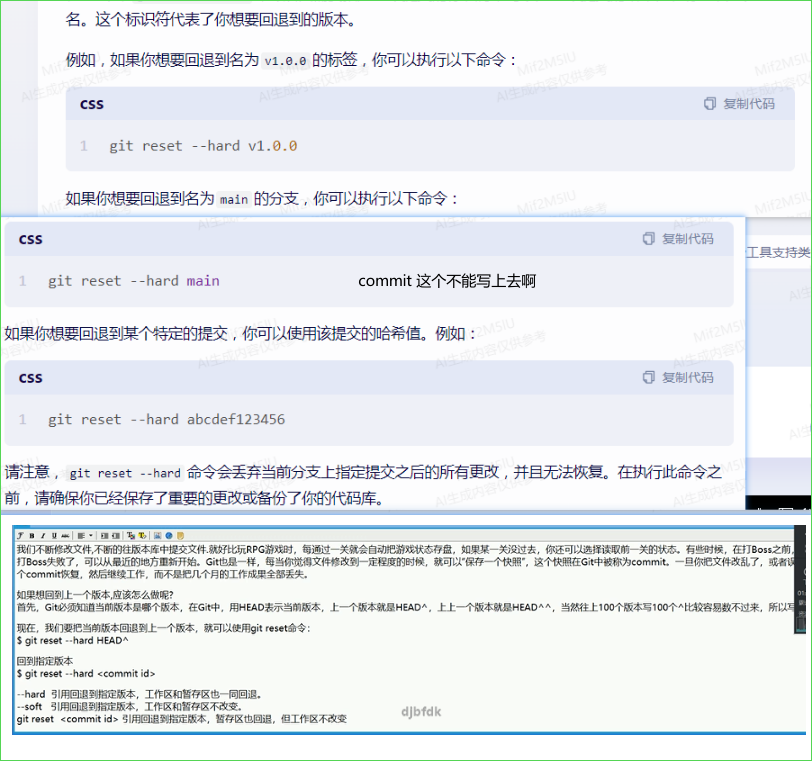 名。这个标识符代表了你想要回退到的版本。
例如，如果你想要回退到名为 v1.0.0 的标签，你可以执行以下命令：
css 复制代码
1 git reset --hard v1.0.0
如果你想要回退到名为 main 的分支，你可以执行以下命令：
css 复制代码
工具支持类
1 git reset --hard main commit 这个不能写上去啊
如果你想要回退到某个特定的提交，你可以使用该提交的哈希值。例如：
css 复制代码
1 git reset --hard abcdef123456
请注意， git reset --hard 命令会丢弃当前分支上指定提交之后的所有更改，并且无法恢复。在执行此命令之
前，请确保你已经保存了重要的更改或备份了你的代码库。
我们不断修改文件,不断的往版本库中提交文件.就好比玩RPG游戏时，每通过一关就会自动把游戏状态存盘，如果某一关没过去，你还可以选择读取前一关的状态。有些时候，在打Boss之前，
打Boss失败了，可以从最近的地方重新开始。Git也是一样，每当你觉得文件修改到一定程度的时候，就可以“保存一个快照”，这个快照在Git中被称为commit。一旦你把文件改乱了，或者误
个commit恢复，然后继续工作，而不是把几个月的工作成果全部丢失。
如果想回到上一个版本,应该怎么做呢?
首先，Git必须知道当前版本是哪个版本，在Git中，用HEAD表示当前版本，上一个版本就是HEAD^，上上一个版本就是HEAD^^，当然往上100个版本写100个^比较容易数不过来，所以写
现在，我们要把当前版本回退到上一个版本，就可以使用git reset命令：
$ git reset --hard HEAD^
回到指定版本
$ git reset --hard <commit id>
--hard 引用回退到指定版本，工作区和暂存区也一同回退。
--soft 引用回退到指定版本，工作区和暂存区不改变。
git reset <commit id> 引用回退到指定版本，暂存区也回退，但工作区不改变
djbfdk
Mif2M5IU
AI生成内容仅供参考